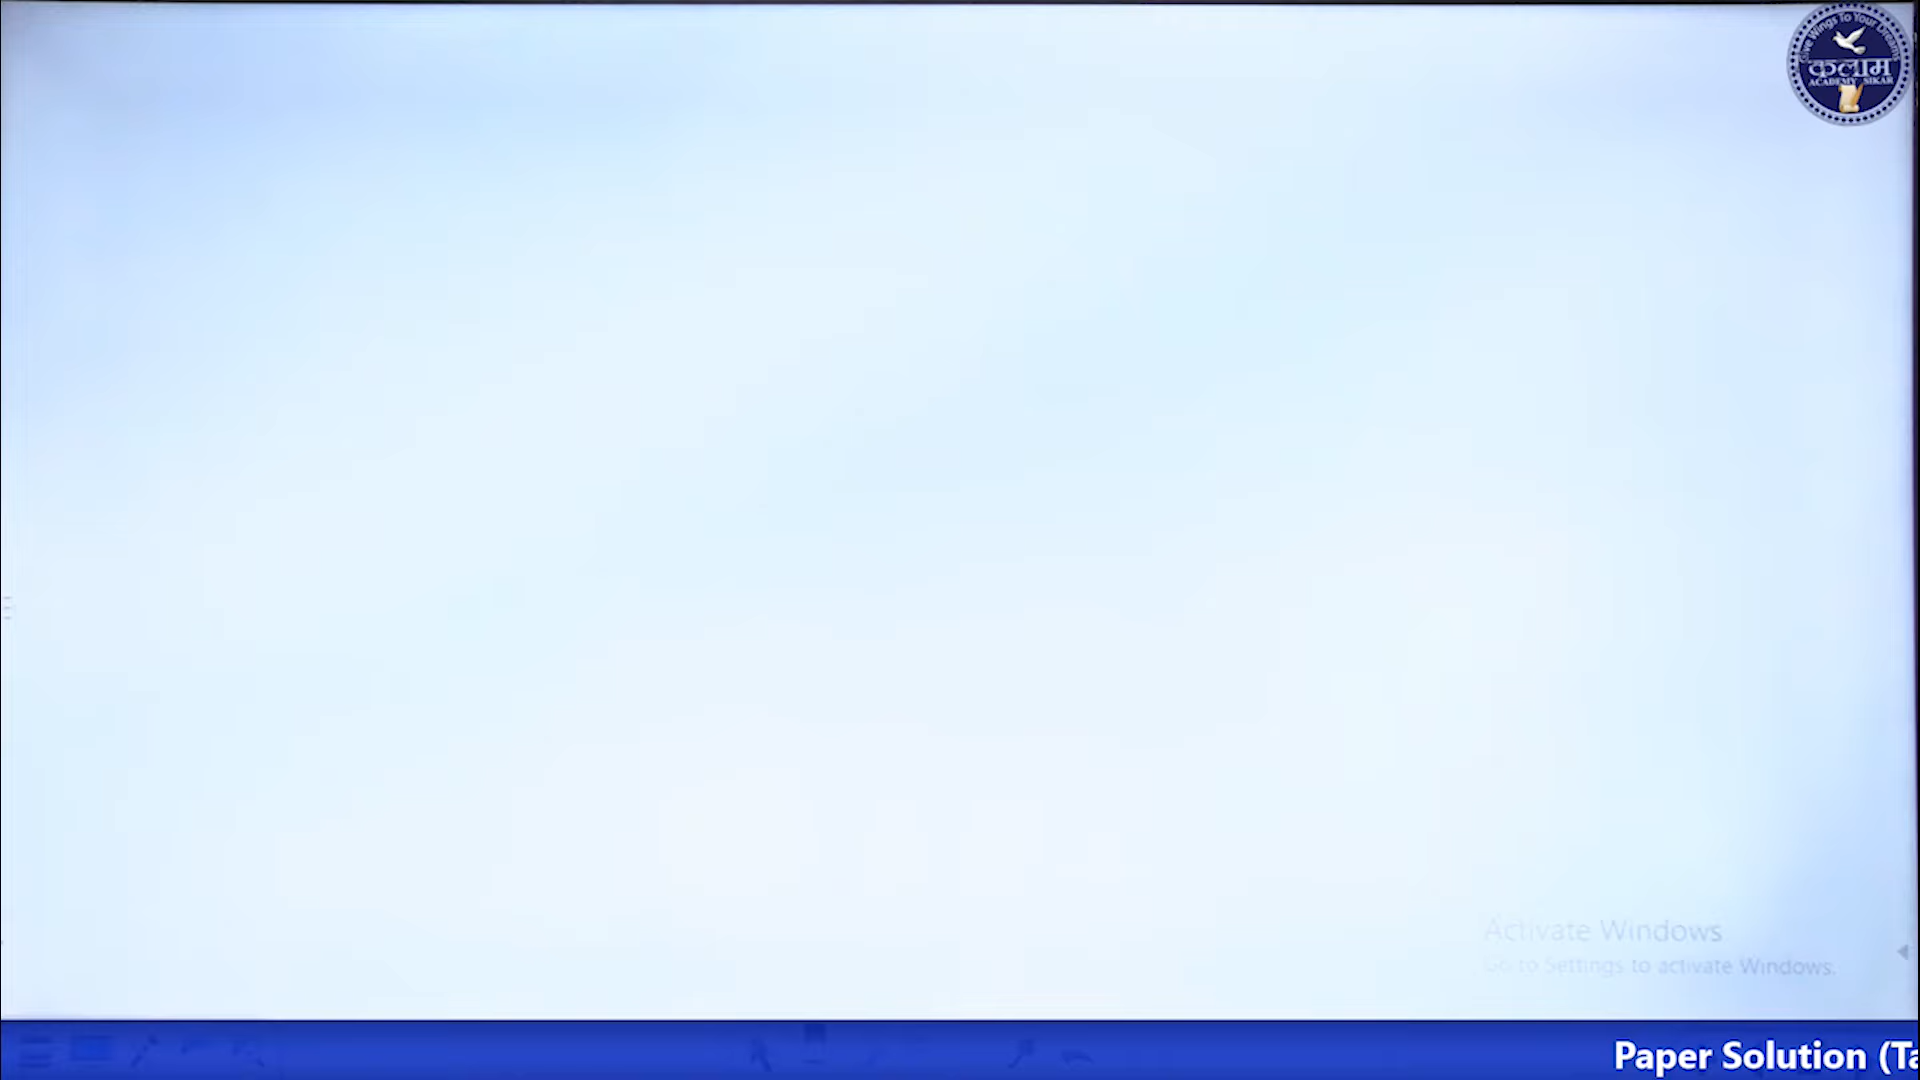 Give Wings To Your Dreams
कलाम
ACADEMY SIKAR
Activate Windows
Go to Settings to activate Windows.
Paper Solution (Ta